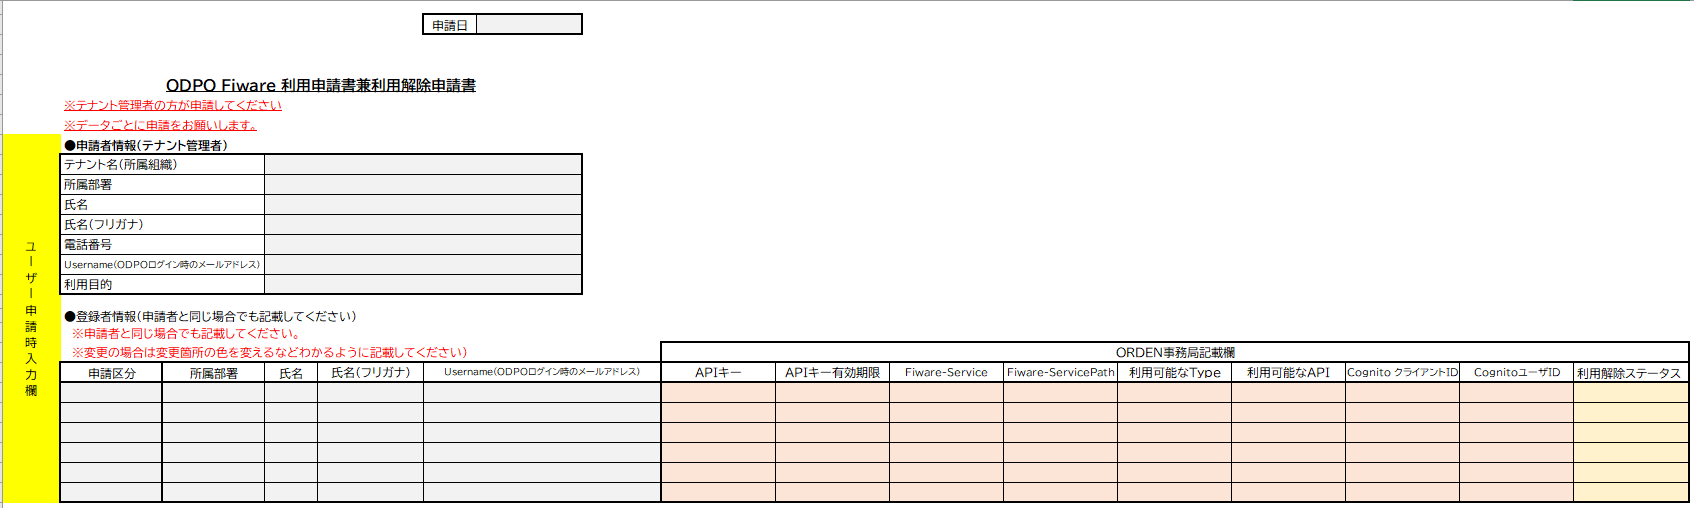 申請日
ODPO Fiware 利用申請書兼利用解除申請書
※テナント管理者の方が申請してください
※データごとに申請をお願いします。
●申請者情報(テナント管理者)
テナント名(所属組織)
所属部署
氏名
氏名(フリガナ)
電話番号
Username(ODPOログイン時のメールアドレス)
利用目的
ユーザー申請時入力欄
●登録者情報(申請者と同じ場合でも記載してください)
※申請者と同じ場合でも記載してください。
※変更の場合は変更箇所の色を変えるなどわかるように記載してください)
ORDEN事務局記載欄
申請区分 所属部署 氏名 氏名(フリガナ) Username(ODPOログイン時のメールアドレス) APIキー APIキー有効期限 Fiware-Service Fiware-ServicePath 利用可能なType 利用可能なAPI Cognito クライアントID CognitoユーザID 利用解除ステータス